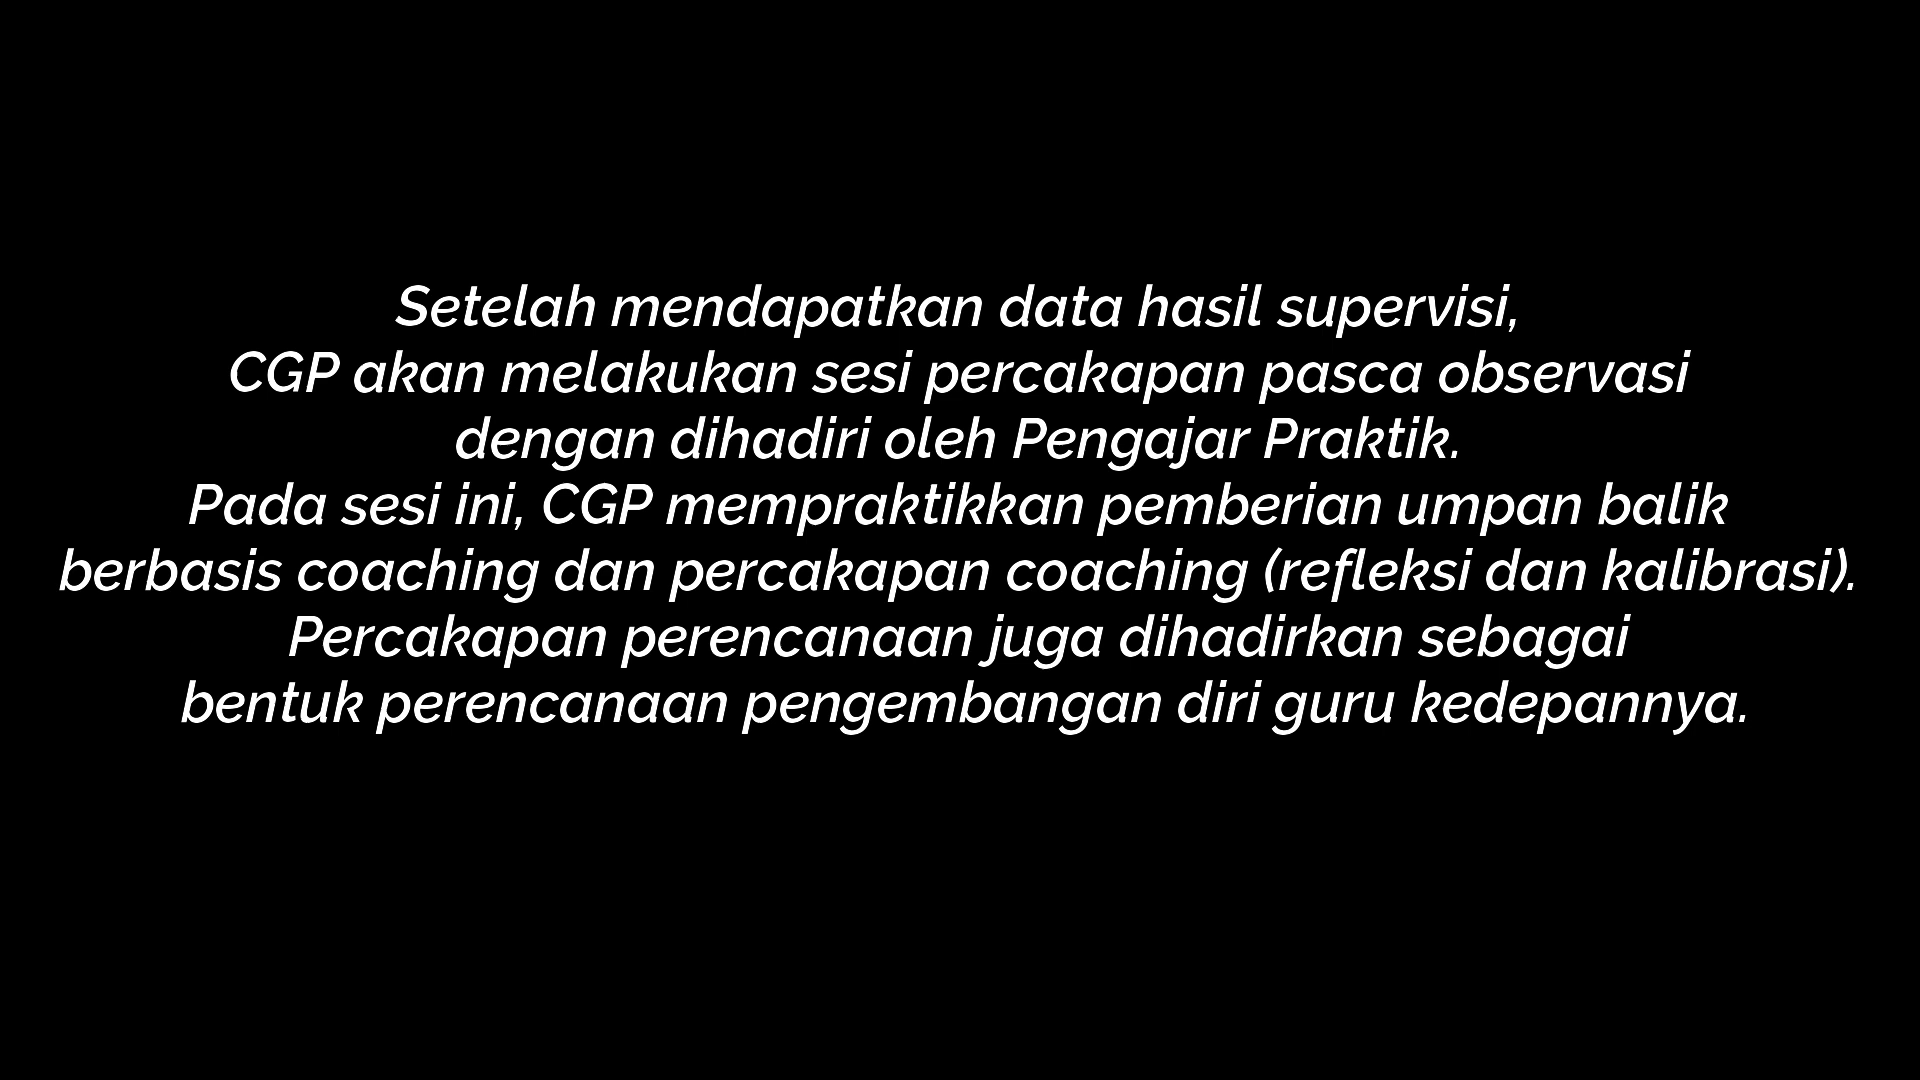 Setelah mendapatkan data hasil supervisi,
CGP akan melakukan sesi percakapan pasca observasi
dengan dihadiri oleh Pengajar Praktik.
Pada sesi ini, CGP mempraktikkan pemberian umpan balik
berbasis coaching dan percakapan coaching (refleksi dan kalibrasi).
Percakapan perencanaan juga dihadirkan sebagai
bentuk perencanaan pengembangan diri guru kedepannya.